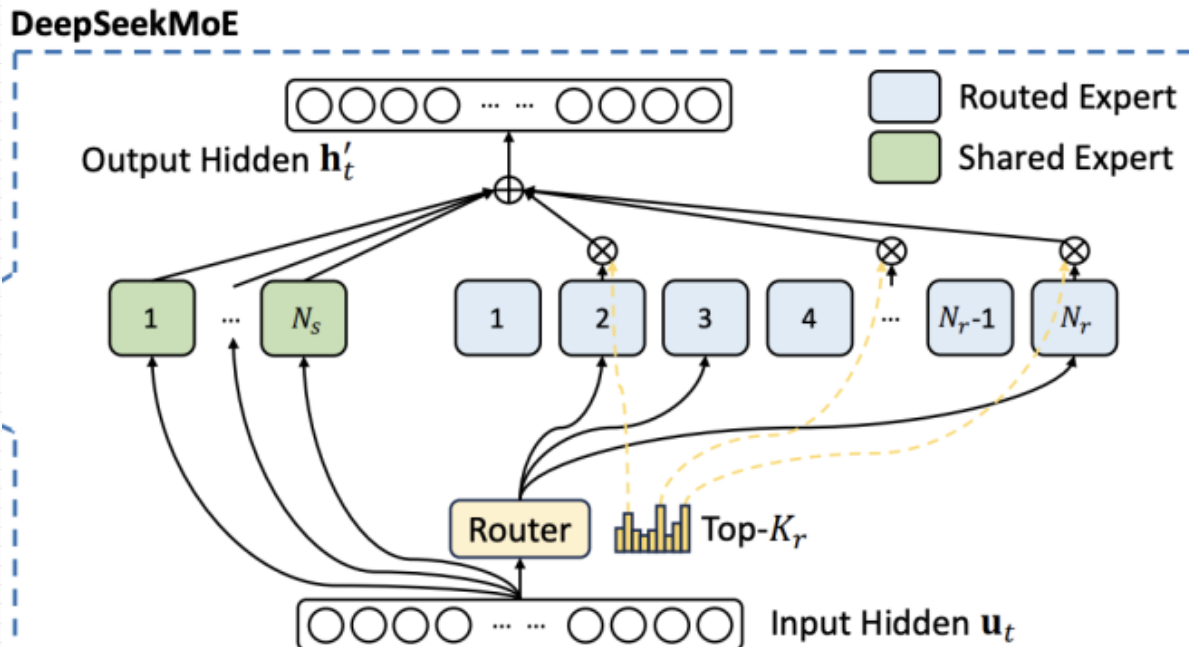 DeepSeekMoE
... ...
Routed Expert
Shared Expert
Output Hidden h′ₜ
1 ... Nₛ 1 2 3 4 ... Nᵣ-1 Nᵣ
Router
Top-Kᵣ
... ...
Input Hidden uₜ